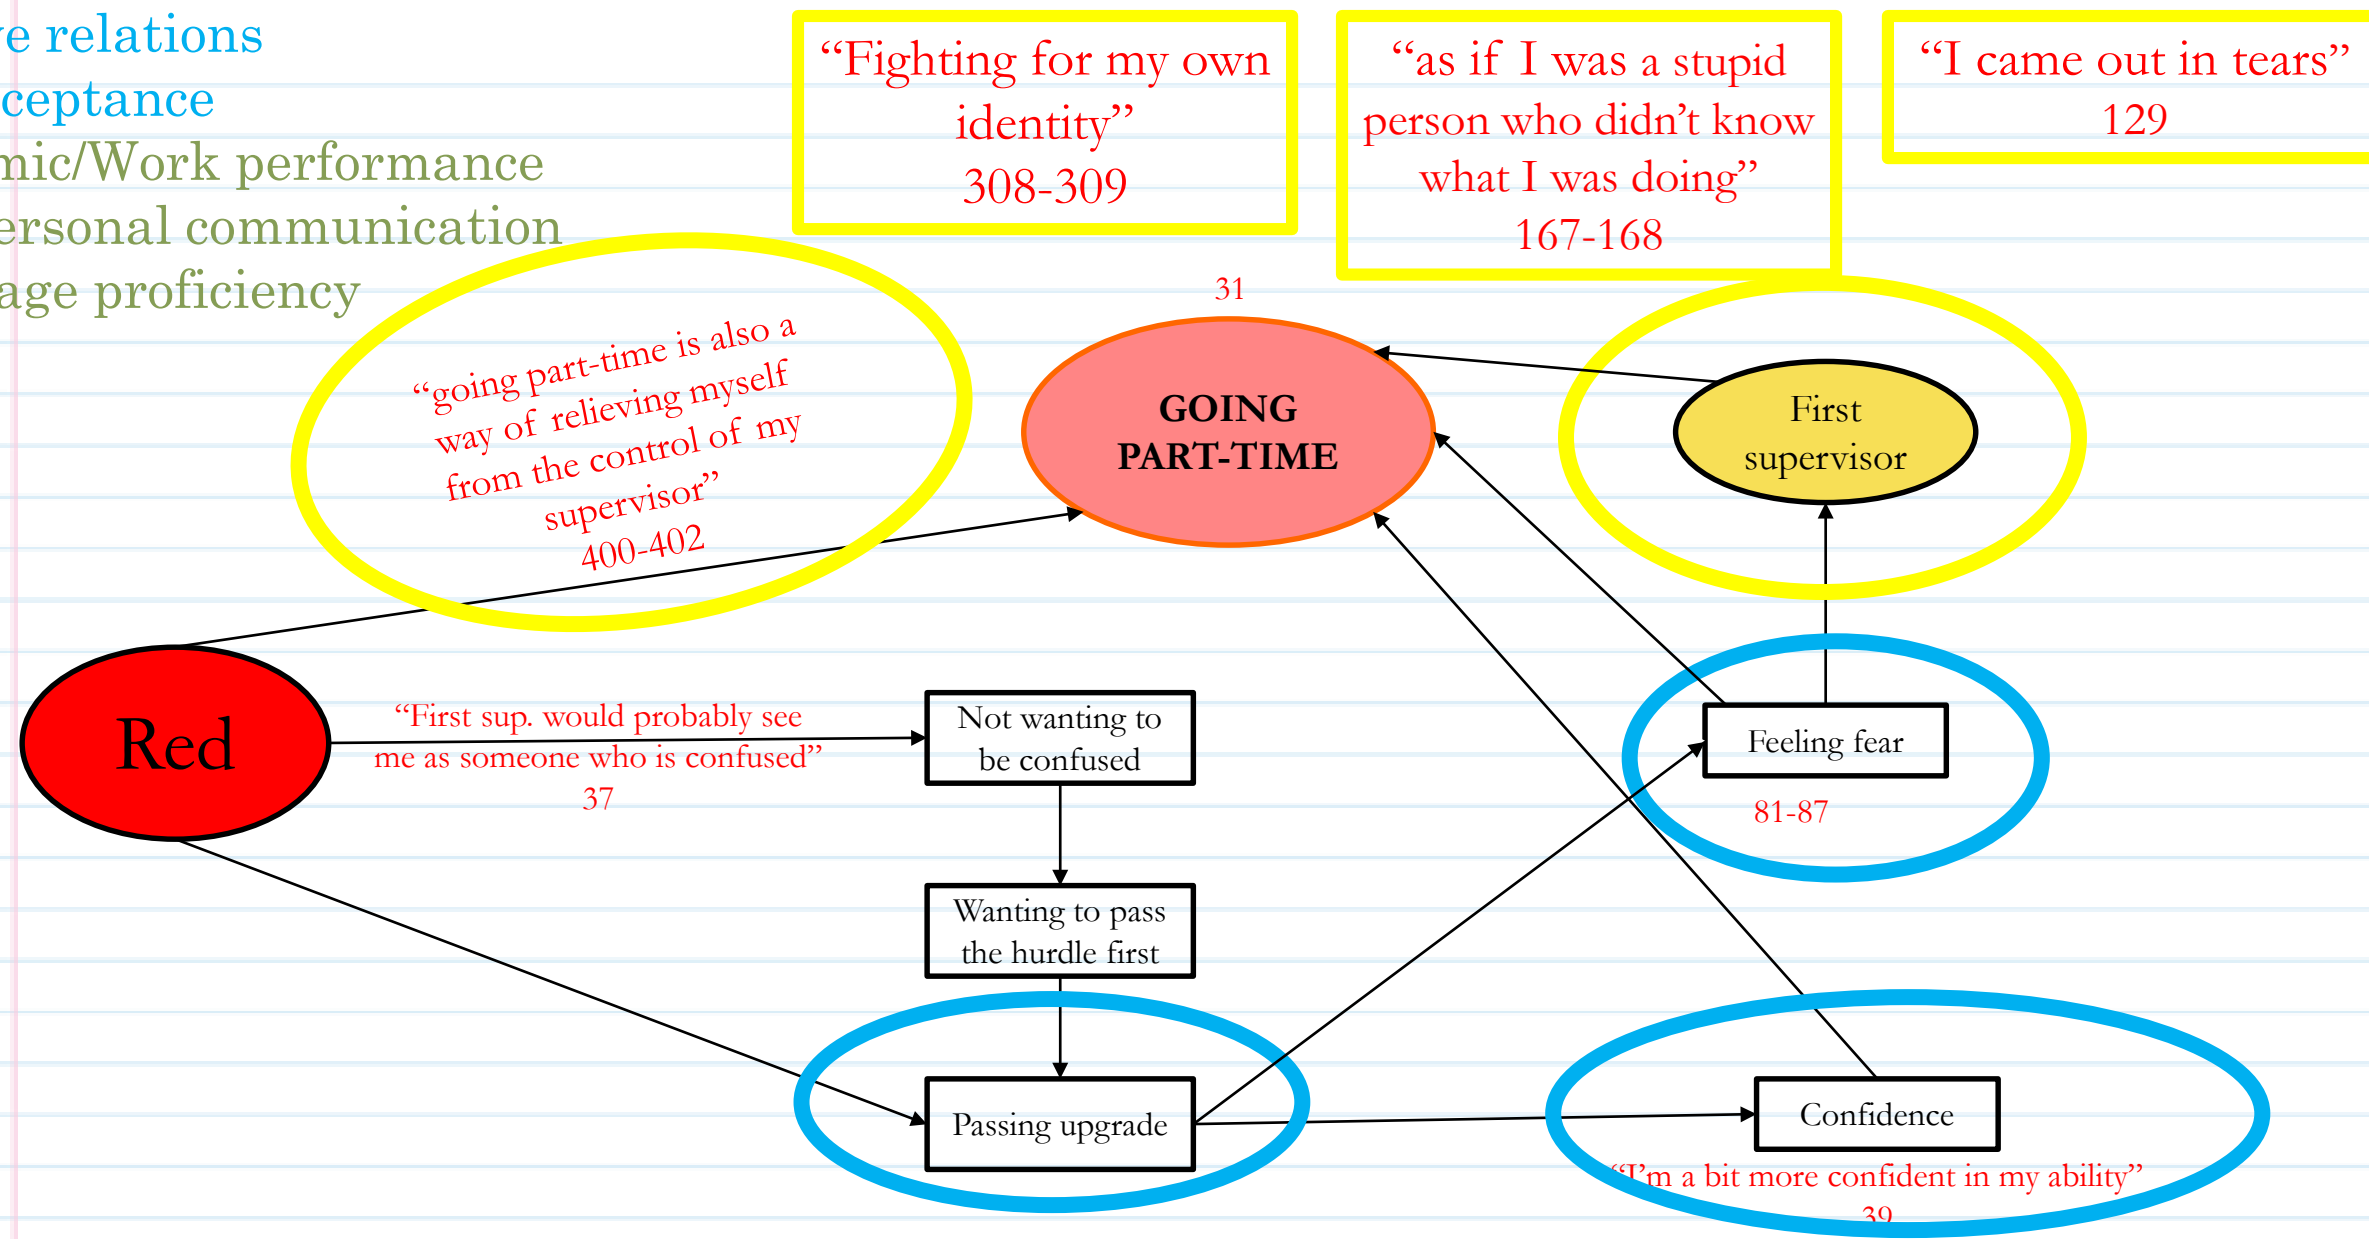 ve relations
ceptance
mic/Work performance
ersonal communication
age proficiency
“Fighting for my own
identity”
308-309
“as if I was a stupid
person who didn’t know
what I was doing”
167-168
“I came out in tears”
129
“going part-time is also a
way of relieving myself
from the control of my
supervisor”
400-402
31
GOING
PART-TIME
First
supervisor
Red
“First sup. would probably see
me as someone who is confused”
37
Not wanting to
be confused
Feeling fear
81-87
Wanting to pass
the hurdle first
Passing upgrade
Confidence
“I’m a bit more confident in my ability”
39